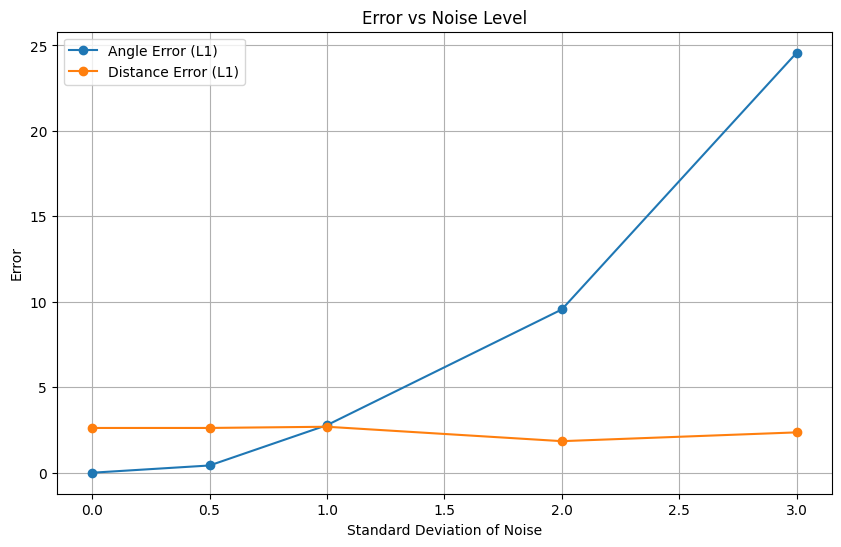 Error vs Noise Level
Angle Error (L1)
Distance Error (L1)
Error
25
20
15
10
5
0
0.0 0.5 1.0 1.5 2.0 2.5 3.0
Standard Deviation of Noise